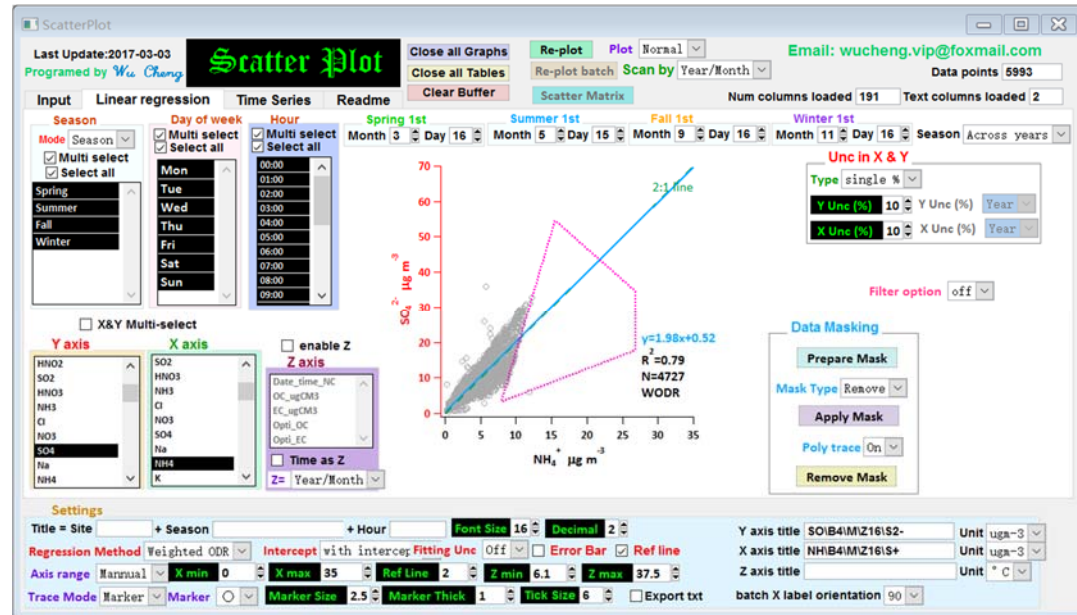 ScatterPlot
Last Update:2017-03-03
Programed by Wu Cheng
Scatter Plot
Close all Graphs
Close all Tables
Clear Buffer
Re-plot
Plot Normal
Re-plot batch
Scan by Year/Month
Scatter Matrix
Email: wucheng.vip@foxmail.com
Data points 5993
Num columns loaded 191 Text columns loaded 2
Input Linear regression Time Series Readme
Season
Mode Season
Multi select
Select all
Spring
Summer
Fall
Winter
Day of week
Multi select
Select all
Mon
Tue
Wed
Thu
Fri
Sat
Sun
Hour
Multi select
Select all
00:00
01:00
02:00
03:00
04:00
05:00
06:00
07:00
08:00
09:00
Spring 1st
Month 3 Day 16
Summer 1st
Month 5 Day 15
Fall 1st
Month 9 Day 16
Winter 1st
Month 11 Day 16
Season Across years
Unc in X & Y
Type single %
Y Unc (%) 10 Y Unc (%) Year
X Unc (%) 10 X Unc (%) Year
Filter option off
70
60
50
40
30
20
10
0
SO₄²⁻ μg m⁻³
2:1 line
y=1.98x+0.52
R²=0.79
N=4727
WODR
0 5 10 15 20 25 30 35
NH₄⁺ μg m⁻³
Data Masking
Prepare Mask
Mask Type Remove
Apply Mask
Poly trace On
Remove Mask
X&Y Multi-select
Y axis
HNO2
SO2
HNO3
NH3
Cl
NO3
SO4
Na
NH4
X axis
SO2
HNO3
NH3
Cl
NO3
SO4
Na
NH4
K
enable Z
Z axis
Date_time_NC
OC_ugCM3
EC_ugCM3
Opti_OC
Opti_EC
Time as Z
Z= Year/Month
Settings
Title = Site + Season + Hour Font Size 16 Decimal 2
Regression Method Weighted ODR Intercept with intercep Fitting Unc Off Error Bar Ref line
Axis range Mannual X min 0 X max 35 Ref Line 2 Z min 6.1 Z max 37.5
Trace Mode Marker Marker Marker Size 2.5 Marker Thick 1 Tick Size 6 Export txt
Y axis title SO\B4\M\Z16\S2- Unit ugm-3
X axis title NH\B4\M\Z16\S+ Unit ugm-3
Z axis title Unit ° C
batch X label orientation 90